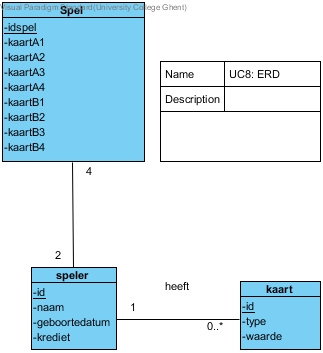 Visual Paradigm Standard(University College Ghent)
Spel
-idspel
-kaartA1
-kaartA2
-kaartA3
-kaartA4
-kaartB1
-kaartB2
-kaartB3
-kaartB4
Name UC8: ERD
Description
4
2
speler
-id
-naam
-geboortedatum
-krediet
heeft
1
0..*
kaart
-id
-type
-waarde